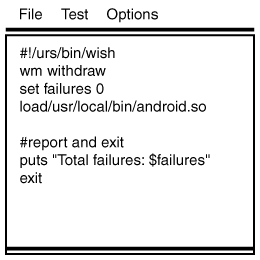 File Test Options
#!/urs/bin/wish
wm withdraw
set failures 0
load/usr/local/bin/android.so
#report and exit
puts "Total failures: $failures"
exit